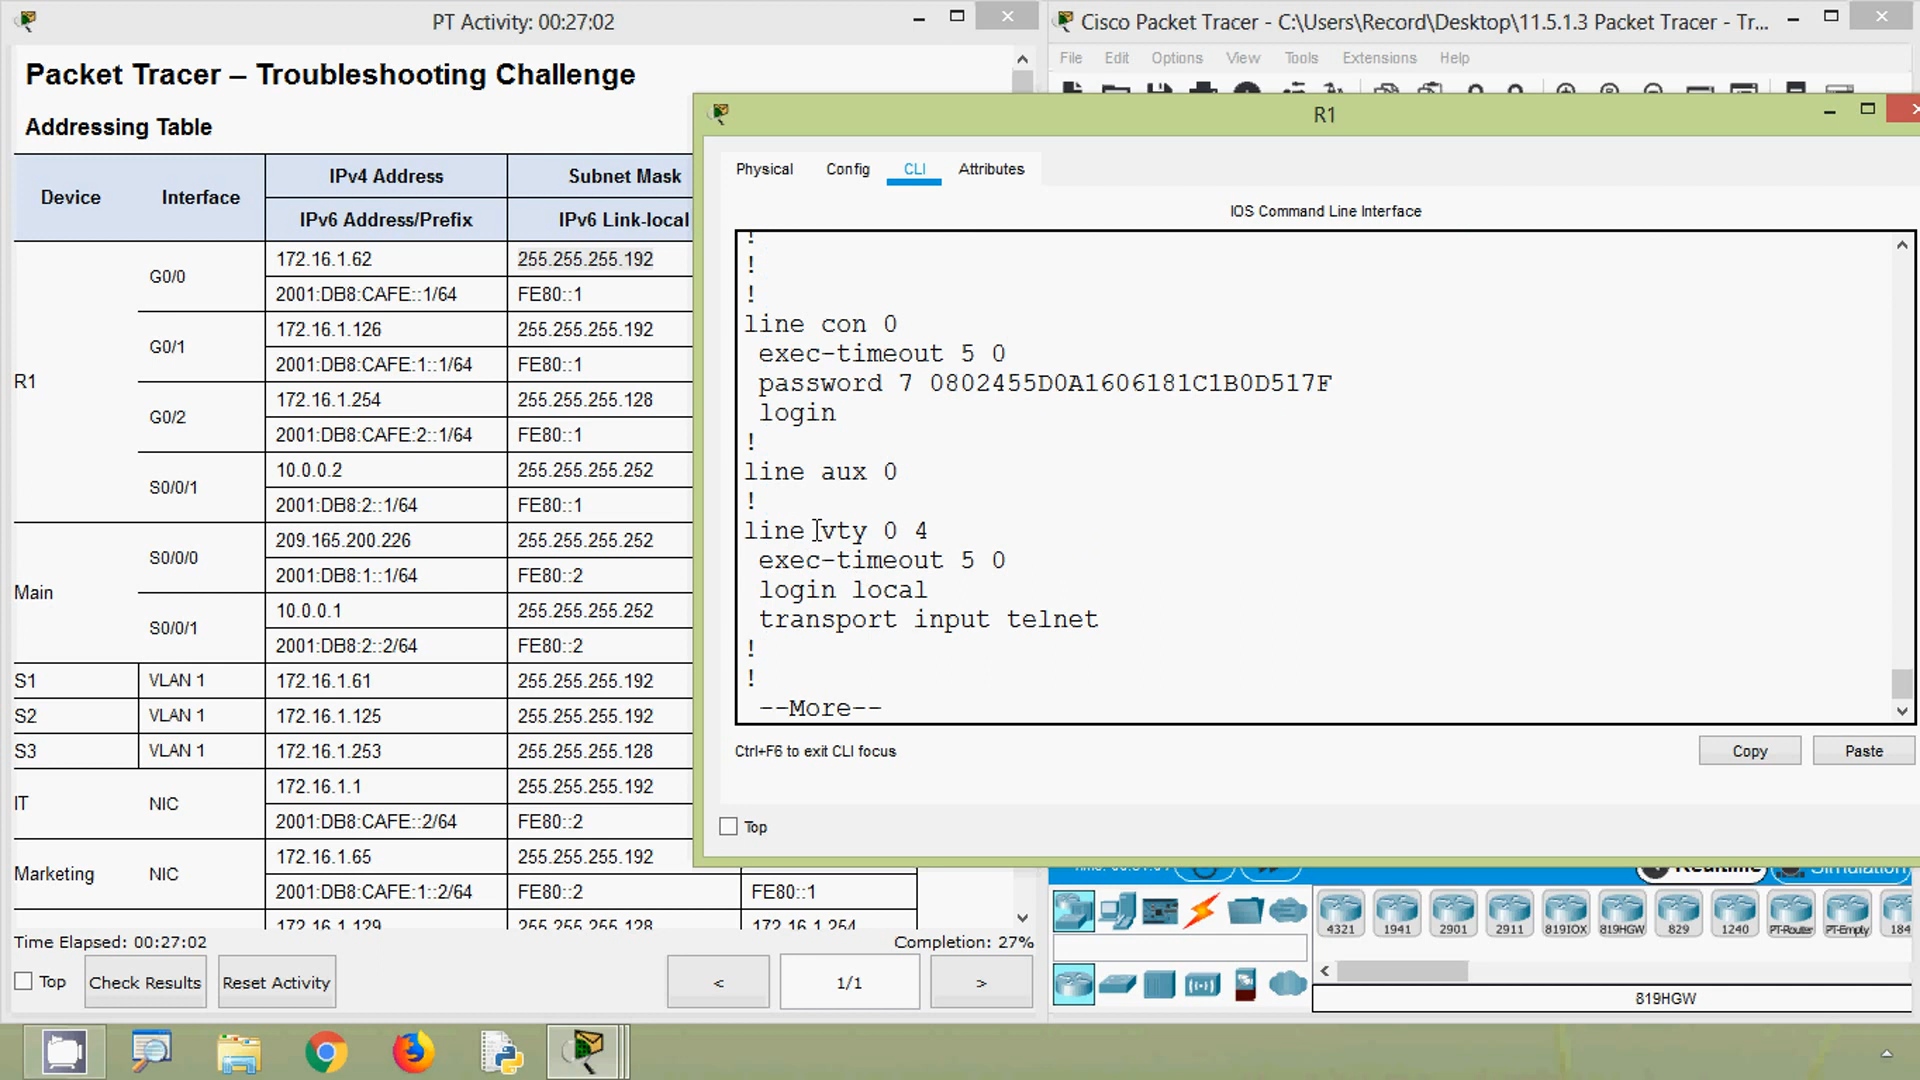 PT Activity: 00:27:02
Packet Tracer – Troubleshooting Challenge
Addressing Table
Device Interface IPv4 Address Subnet Mask
IPv6 Address/Prefix IPv6 Link-local
R1 G0/0 172.16.1.62 255.255.255.192
2001:DB8:CAFE::1/64 FE80::1
G0/1 172.16.1.126 255.255.255.192
2001:DB8:CAFE:1::1/64 FE80::1
G0/2 172.16.1.254 255.255.255.128
2001:DB8:CAFE:2::1/64 FE80::1
S0/0/1 10.0.0.2 255.255.255.252
2001:DB8:2::1/64 FE80::1
Main S0/0/0 209.165.200.226 255.255.255.252
2001:DB8:1::1/64 FE80::2
S0/0/1 10.0.0.1 255.255.255.252
2001:DB8:2::2/64 FE80::2
S1 VLAN 1 172.16.1.61 255.255.255.192
S2 VLAN 1 172.16.1.125 255.255.255.192
S3 VLAN 1 172.16.1.253 255.255.255.128
IT NIC 172.16.1.1 255.255.255.192
2001:DB8:CAFE::2/64 FE80::2
Marketing NIC 172.16.1.65 255.255.255.192
2001:DB8:CAFE:1::2/64 FE80::2 FE80::1
172.16.1.129 255.255.255.128 172.16.1.254
Time Elapsed: 00:27:02 Completion: 27%
Top Check Results Reset Activity < 1/1 >
Cisco Packet Tracer - C:\Users\Record\Desktop\11.5.1.3 Packet Tracer - Tr...
File Edit Options View Tools Extensions Help
R1
Physical Config CLI Attributes
IOS Command Line Interface
!
!
!
line con 0
exec-timeout 5 0
password 7 0802455D0A1606181C1B0D517F
login
!
line aux 0
!
line vty 0 4
exec-timeout 5 0
login local
transport input telnet
!
!
--More--
Ctrl+F6 to exit CLI focus
Copy Paste
Top
Realtime Simulation
4321 1941 2901 2911 819IOX 819HGW 829 1240 PT-Router PT-Empty
819HGW